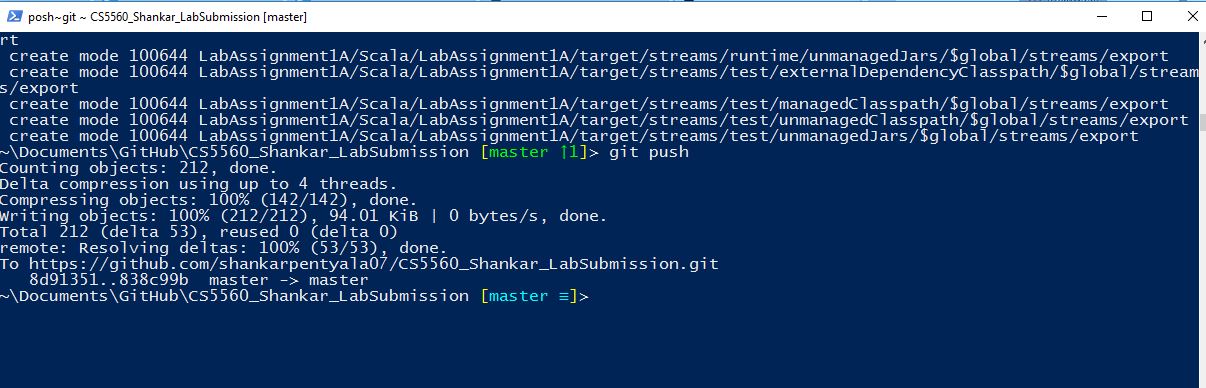 posh~git ~ CS5560_Shankar_LabSubmission [master]
rt
 create mode 100644 LabAssignment1A/Scala/LabAssignment1A/target/streams/runtime/unmanagedJars/$global/streams/export
 create mode 100644 LabAssignment1A/Scala/LabAssignment1A/target/streams/test/externalDependencyClasspath/$global/stream
s/export
 create mode 100644 LabAssignment1A/Scala/LabAssignment1A/target/streams/test/managedClasspath/$global/streams/export
 create mode 100644 LabAssignment1A/Scala/LabAssignment1A/target/streams/test/unmanagedClasspath/$global/streams/export
 create mode 100644 LabAssignment1A/Scala/LabAssignment1A/target/streams/test/unmanagedJars/$global/streams/export
~\Documents\GitHub\CS5560_Shankar_LabSubmission [master ↑1]> git push
Counting objects: 212, done.
Delta compression using up to 4 threads.
Compressing objects: 100% (142/142), done.
Writing objects: 100% (212/212), 94.01 KiB | 0 bytes/s, done.
Total 212 (delta 53), reused 0 (delta 0)
remote: Resolving deltas: 100% (53/53), done.
To https://github.com/shankarpentyala07/CS5560_Shankar_LabSubmission.git
   8d91351..838c99b  master -> master
~\Documents\GitHub\CS5560_Shankar_LabSubmission [master ≡]>